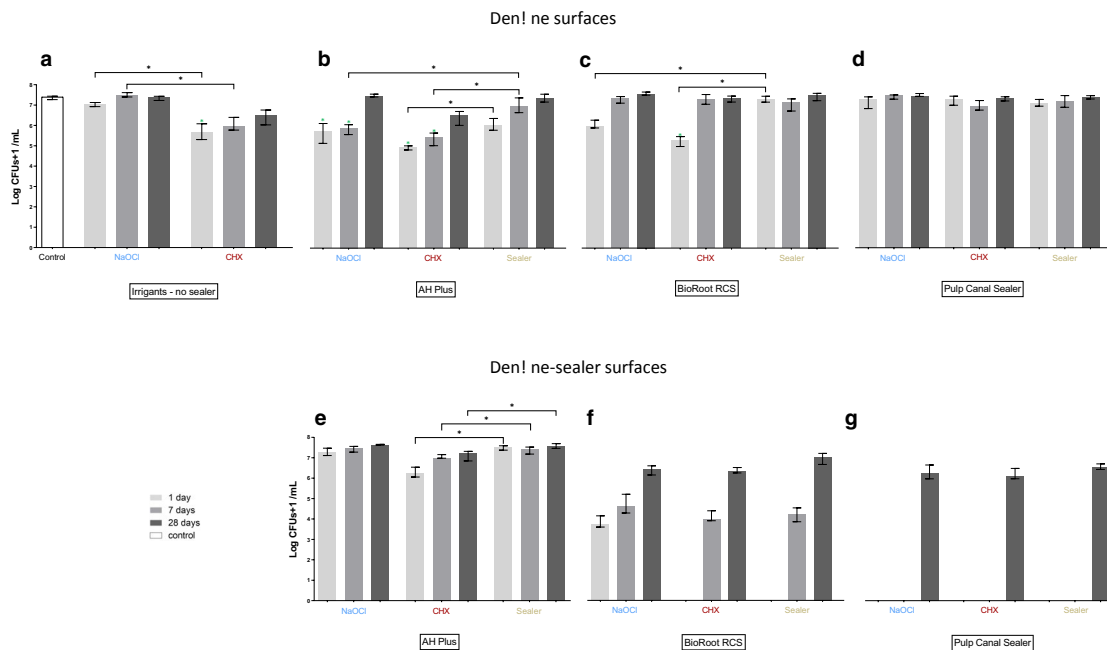 Den! ne surfaces
a
b
c
d
Log CFUs+1 /mL
8
7
6
5
4
3
2
1
0
*
*
*
*
*
*
*
Control
NaOCl
CHX
NaOCl
CHX
Sealer
NaOCl
CHX
Sealer
NaOCl
CHX
Sealer
Irrigants - no sealer
AH Plus
BioRoot RCS
Pulp Canal Sealer
Den! ne-sealer surfaces
e
f
g
Log CFUs+1 /mL
8
7
6
5
4
3
2
1
0
*
*
*
1 day
7 days
28 days
control
NaOCl
CHX
Sealer
NaOCl
CHX
Sealer
NaOCl
CHX
Sealer
AH Plus
BioRoot RCS
Pulp Canal Sealer